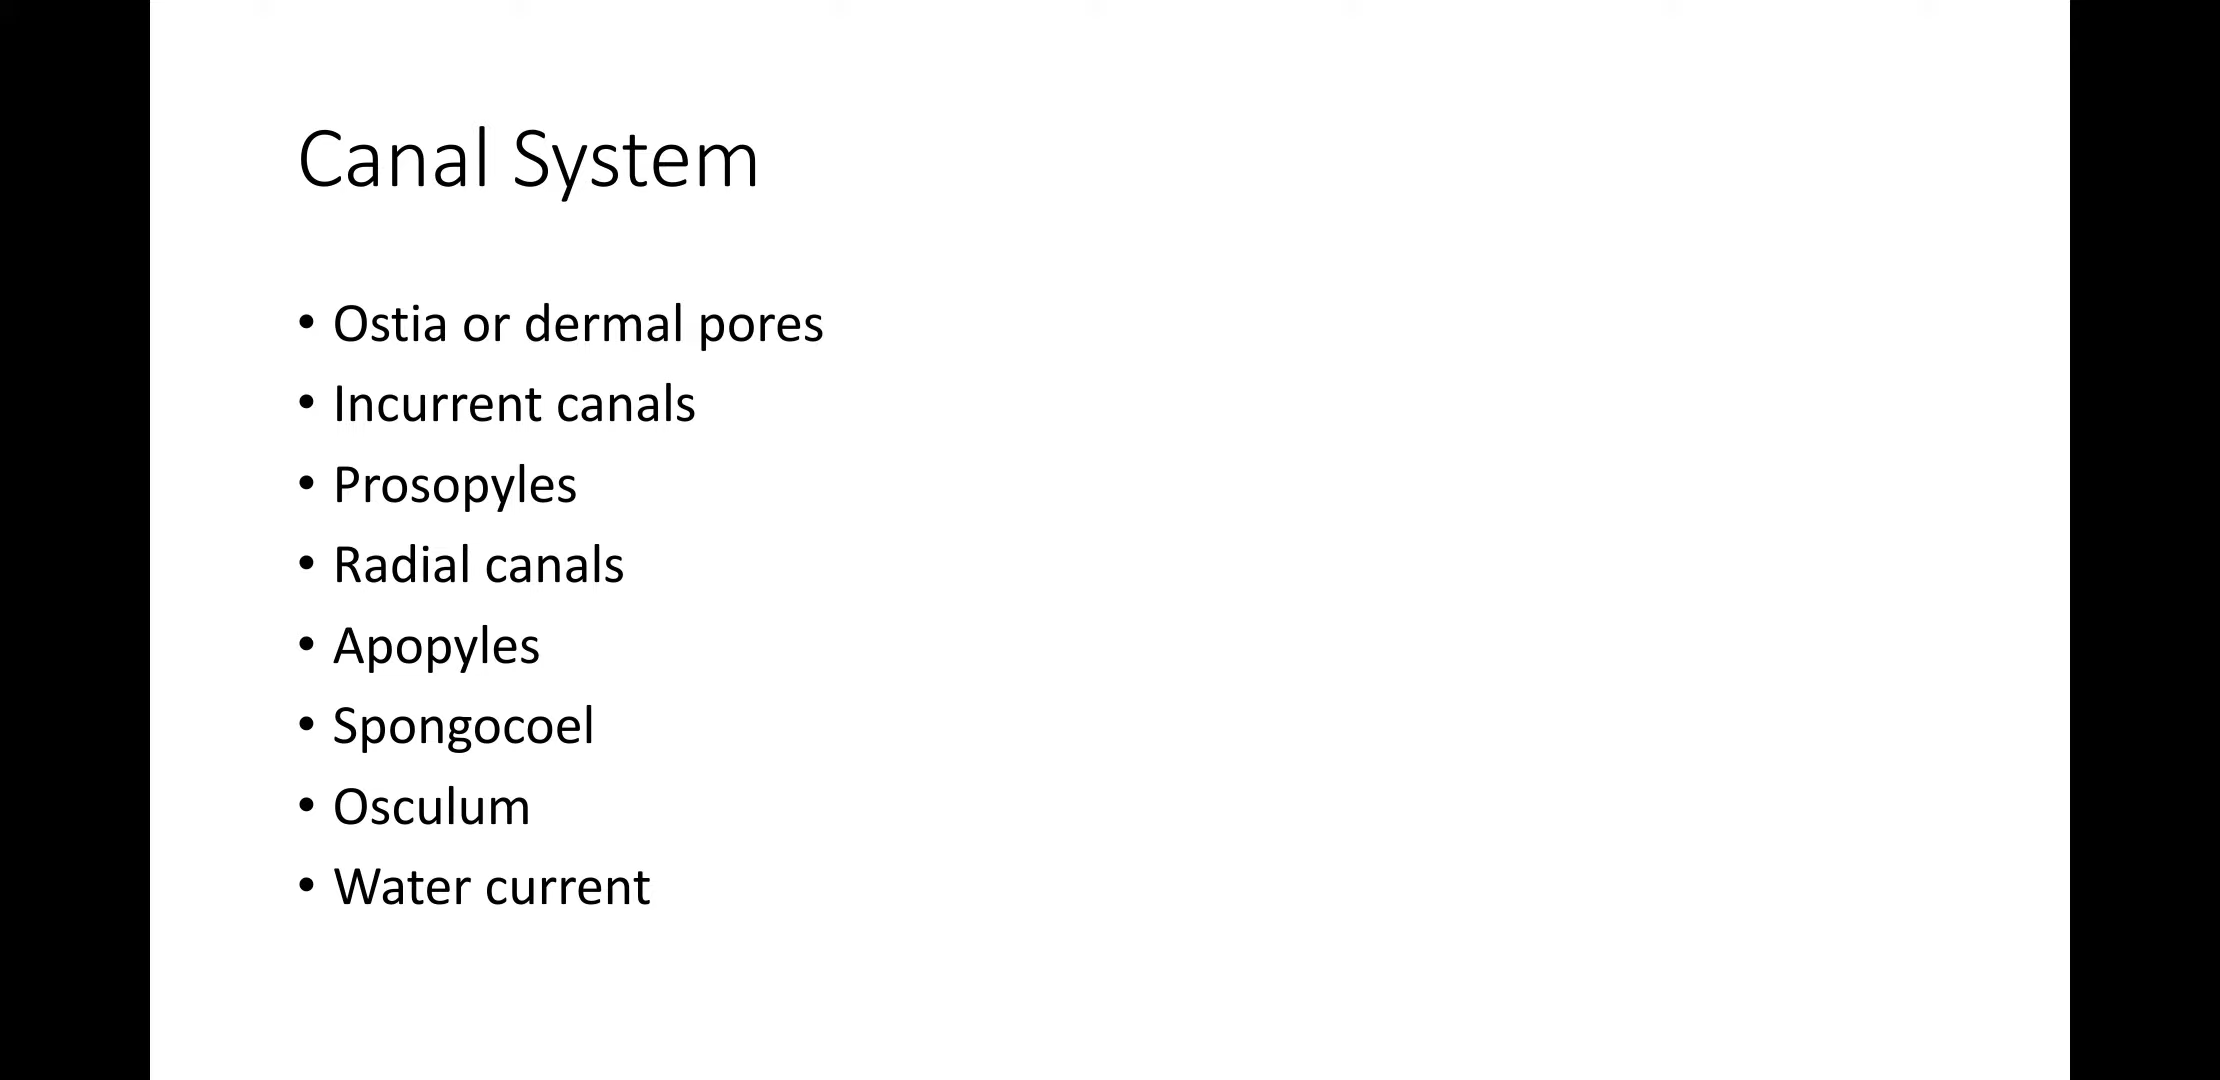 Canal System
• Ostia or dermal pores
• Incurrent canals
• Prosopyles
• Radial canals
• Apopyles
• Spongocoel
• Osculum
• Water current